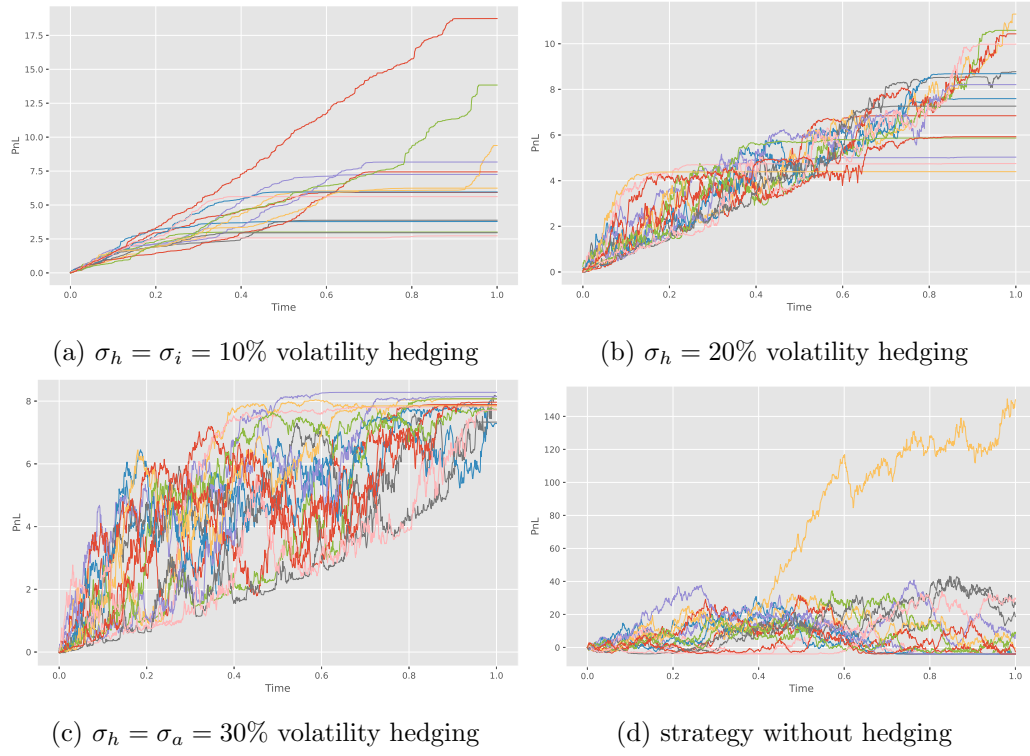 17.5
15.0
12.5
10.0
7.5
5.0
2.5
0.0
PnL
0.0 0.2 0.4 0.6 0.8 1.0
Time
(a) σₕ = σᵢ = 10% volatility hedging
10
8
6
4
2
0
PnL
0.0 0.2 0.4 0.6 0.8 1.0
Time
(b) σₕ = 20% volatility hedging
8
6
4
2
0
PnL
0.0 0.2 0.4 0.6 0.8 1.0
Time
(c) σₕ = σₐ = 30% volatility hedging
140
120
100
80
60
40
20
0
PnL
0.0 0.2 0.4 0.6 0.8 1.0
Time
(d) strategy without hedging